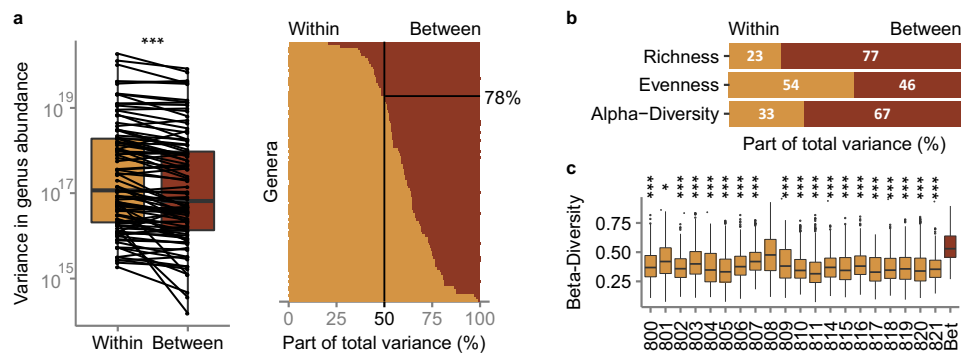 a
***
Variance in genus abundance
10^19
10^17
10^15
Within Between
Within Between
Genera
78%
0 25 50 75 100
Part of total variance (%)
b
Within Between
Richness 23 77
Evenness 54 46
Alpha−Diversity 33 67
Part of total variance (%)
c
*** * *** *** *** *** *** *** *** *** *** *** *** *** *** *** *** *** ***
Beta-Diversity
0.75
0.50
0.25
800 801 802 803 804 805 806 807 808 809 810 811 814 815 816 817 818 819 820 821 Bet